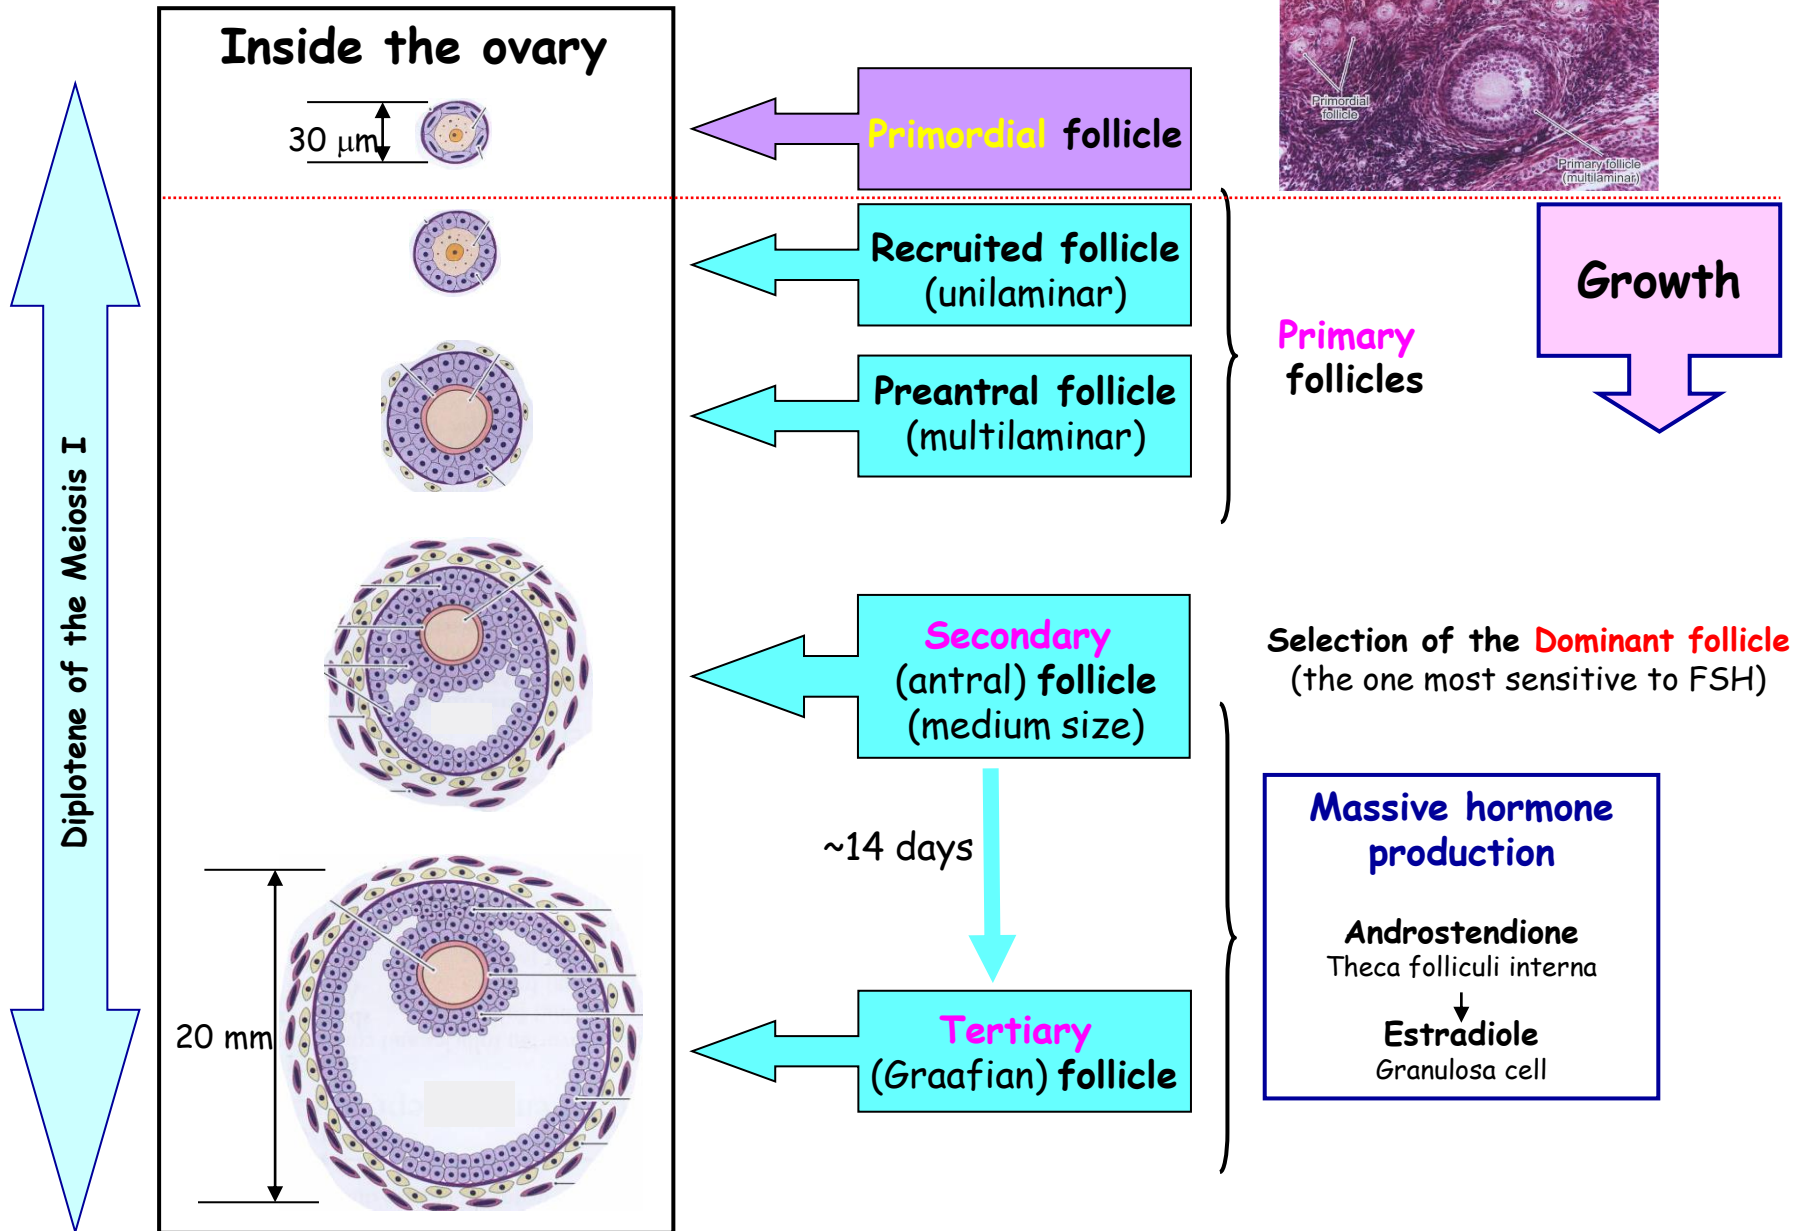 Inside the ovary
30 μm
20 mm
Diplotene of the Meiosis I
Primordial follicle
Recruited follicle
(unilaminar)
Preantral follicle
(multilaminar)
Primary
follicles
Primordial
follicle
Primary follicle
(multilaminar)
Growth
Secondary
(antral) follicle
(medium size)
Selection of the Dominant follicle
(the one most sensitive to FSH)
~14 days
Tertiary
(Graafian) follicle
Massive hormone
production
Androstendione
Theca folliculi interna
Estradiole
Granulosa cell